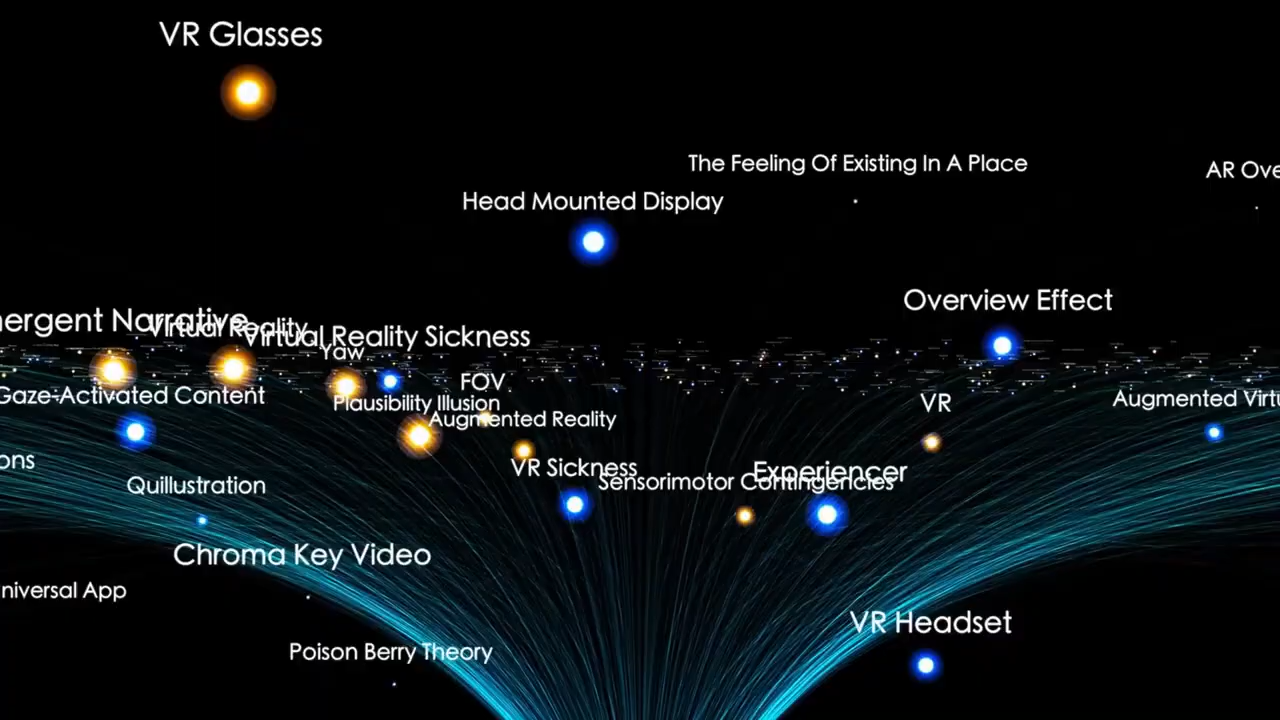 VR Glasses
The Feeling Of Existing In A Place
AR Ove
Head Mounted Display
Overview Effect
nergent Narrative
Virtual Reality
Virtual Reality Sickness
Yaw
FOV
Gaze-Activated Content
Plausibility Illusion
VR
Augmented Virtu
Augmented Reality
ons
VR Sickness
Experiencer
Sensorimotor Contingencies
Quillustration
Chroma Key Video
niversal App
VR Headset
Poison Berry Theory